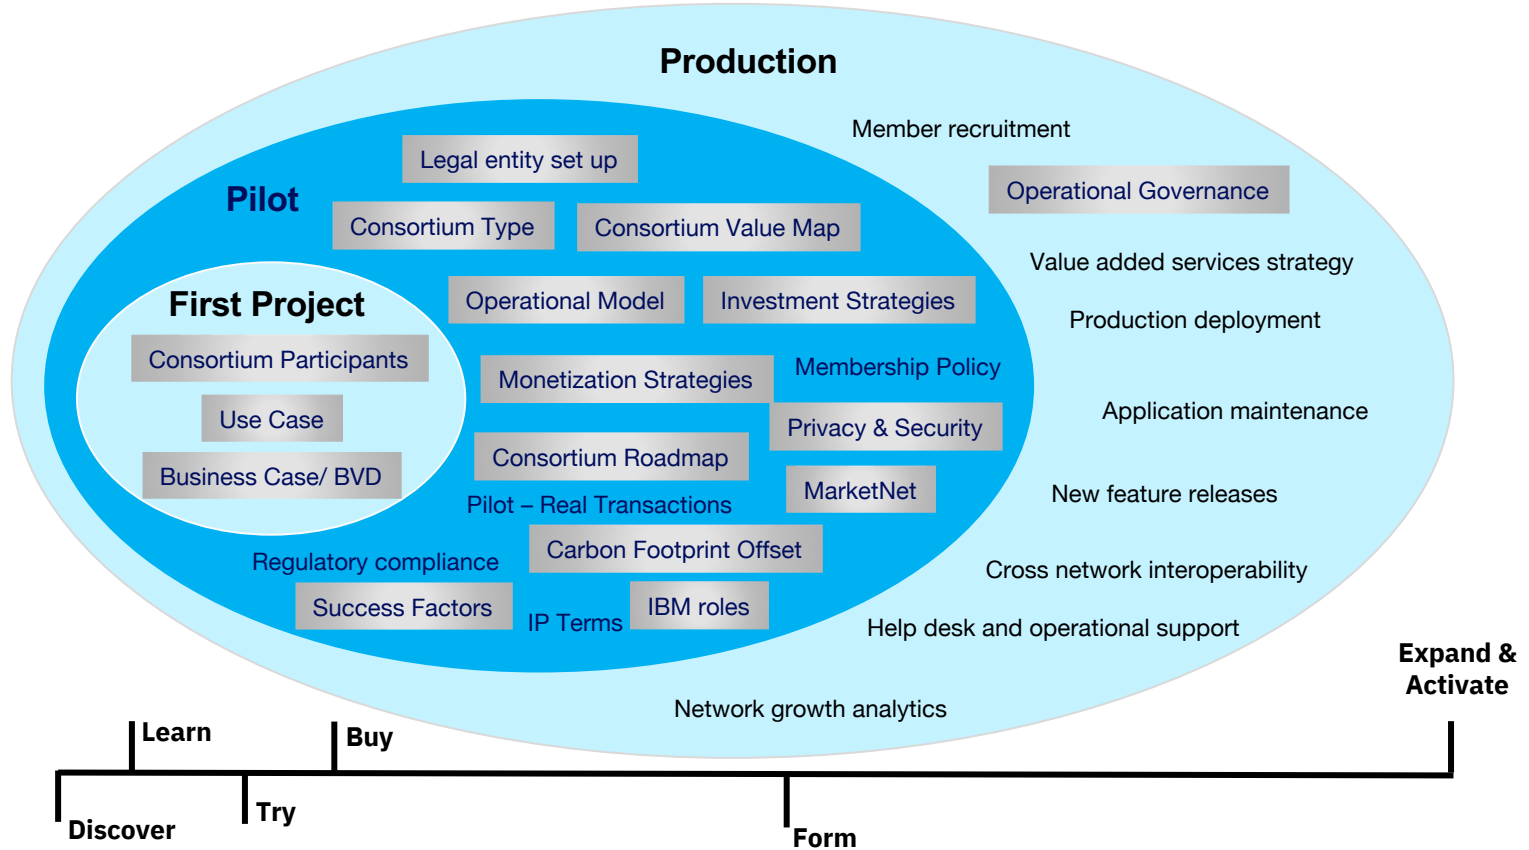 Production
Member recruitment
Legal entity set up
Operational Governance
Pilot
Consortium Type
Consortium Value Map
Value added services strategy
First Project
Operational Model
Investment Strategies
Production deployment
Consortium Participants
Monetization Strategies
Membership Policy
Use Case
Application maintenance
Privacy & Security
Consortium Roadmap
Business Case/ BVD
MarketNet
New feature releases
Pilot – Real Transactions
Carbon Footprint Offset
Regulatory compliance
Cross network interoperability
Success Factors
IBM roles
IP Terms
Help desk and operational support
Expand &
Activate
Network growth analytics
Learn
Buy
Try
Discover
Form